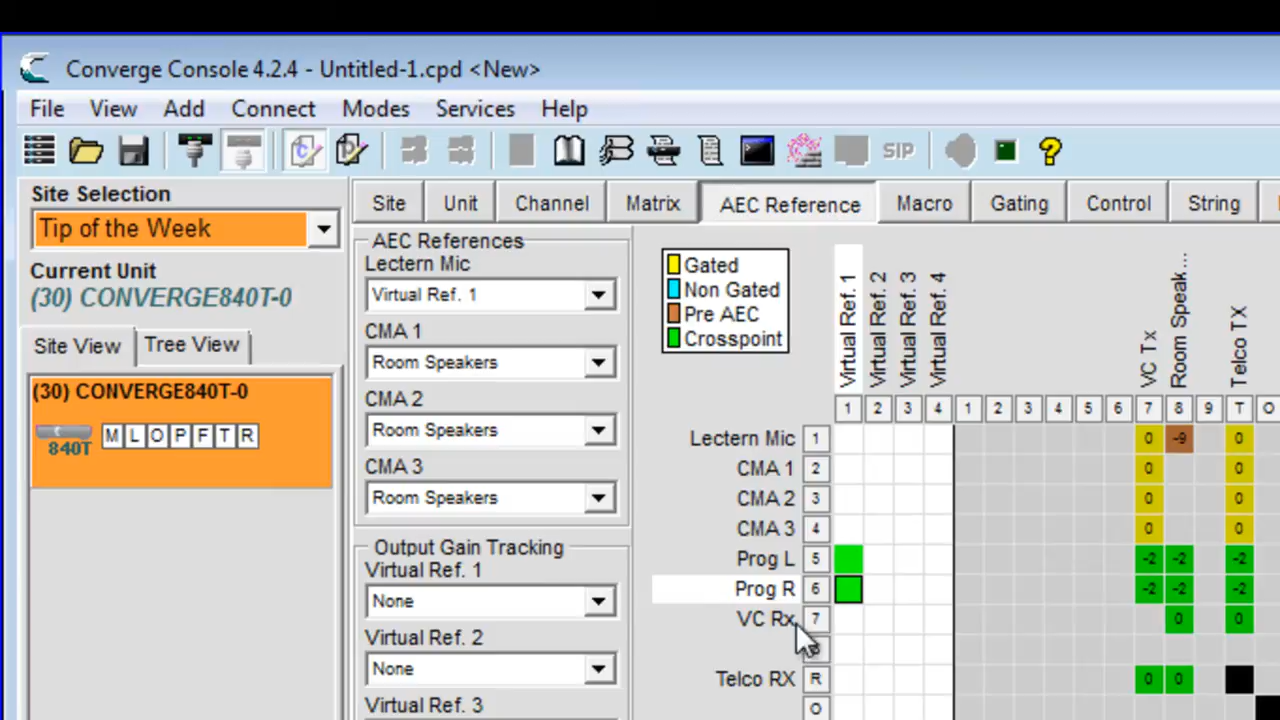 Converge Console 4.2.4 - Untitled-1.cpd <New>
File View Add Connect Modes Services Help
SIP
Site Selection
Tip of the Week
Current Unit
(30) CONVERGE840T-0
Site View Tree View
(30) CONVERGE840T-0
840T M L O P F T R
Site Unit Channel Matrix AEC Reference Macro Gating Control String
AEC References
Lectern Mic
Virtual Ref. 1
CMA 1
Room Speakers
CMA 2
Room Speakers
CMA 3
Room Speakers
Output Gain Tracking
Virtual Ref. 1
None
Virtual Ref. 2
None
Virtual Ref. 3
Gated
Non Gated
Pre AEC
Crosspoint
Virtual Ref. 1
Virtual Ref. 2
Virtual Ref. 3
Virtual Ref. 4
VC Tx
Room Speak...
Telco TX
1 2 3 4 1 2 3 4 5 6 7 8 9 T O
Lectern Mic 1 0 -9 0
CMA 1 2 0 0
CMA 2 3 0 0
CMA 3 4 0 0
Prog L 5 -2 -2 -2
Prog R 6 -2 -2 -2
VC Rx 7 0 0
Telco RX R 0 0
O